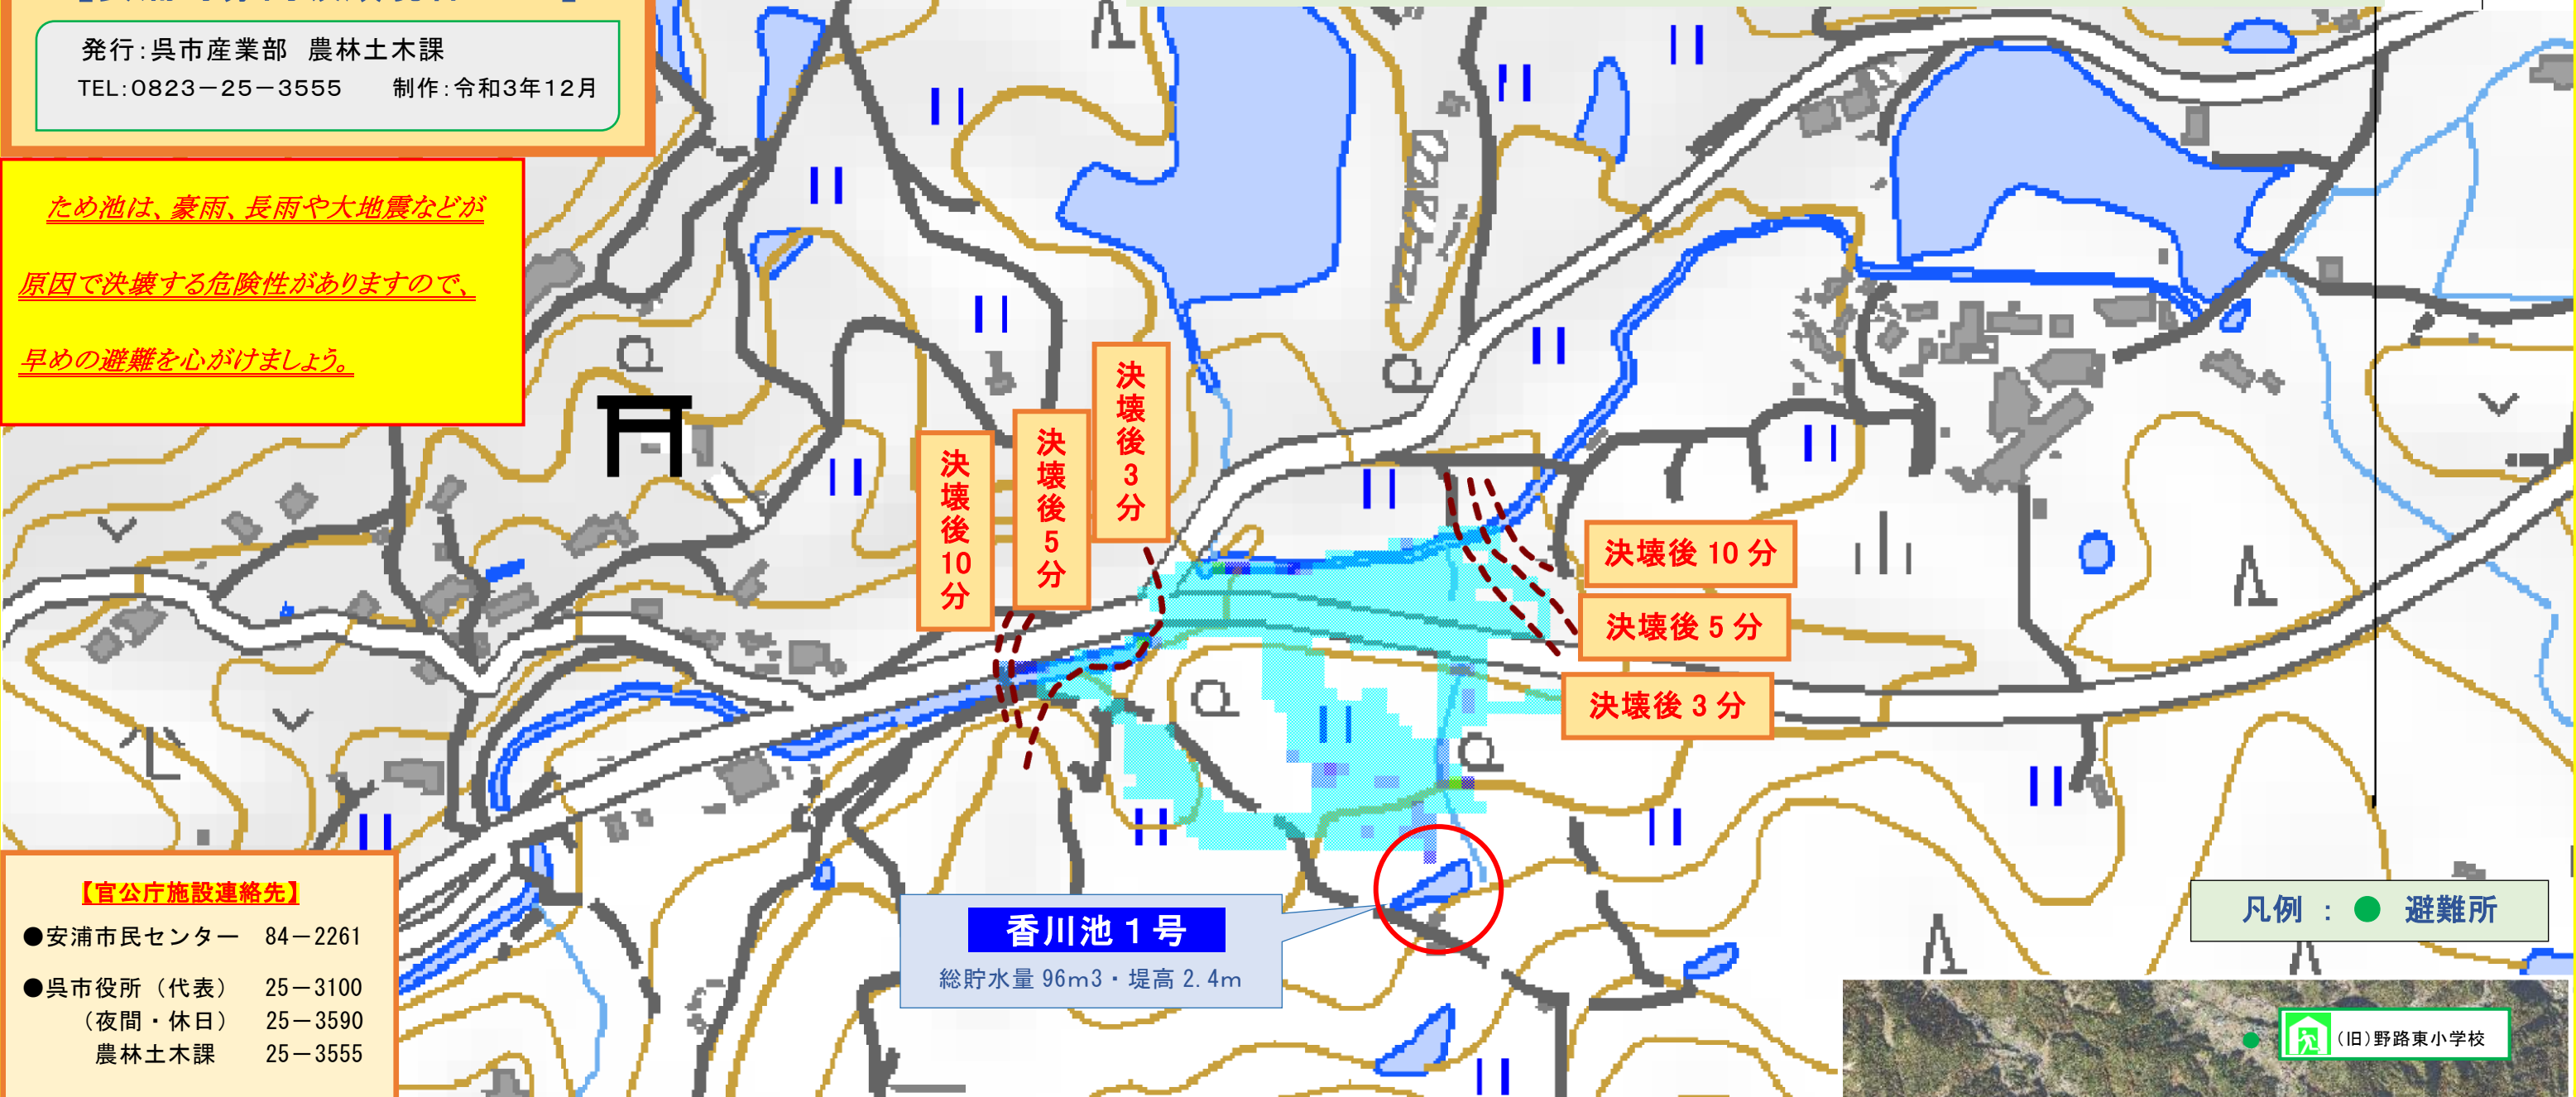 発行：呉市産業部　農林土木課
TEL：0823－25－3555　　制作：令和3年12月
ため池は、豪雨、長雨や大地震などが
原因で決壊する危険性がありますので、
早めの避難を心がけましょう。
決壊後10分
決壊後5分
決壊後3分
決壊後 10 分
決壊後 5 分
決壊後 3 分
香川池１号
総貯水量 96m3・堤高 2.4m
【官公庁施設連絡先】
●安浦市民センター　84－2261
●呉市役所（代表）　25－3100
（夜間・休日）　25－3590
農林土木課　25－3555
凡例 ： ● 避難所
（旧）野路東小学校